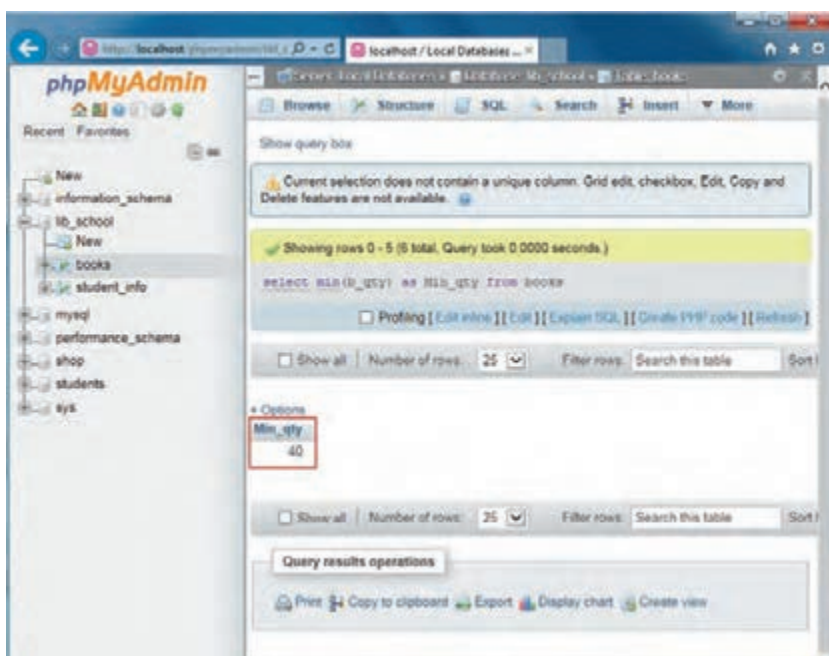 localhost / Local Databases ...
phpMyAdmin
Recent Favorites
New
information_schema
lib_school
New
books
student_info
mysql
performance_schema
shop
students
sys
Browse Structure SQL Search Insert More
Show query box
Current selection does not contain a unique column. Grid edit, checkbox, Edit, Copy and
Delete features are not available.
Showing rows 0 - 5 (6 total, Query took 0.0000 seconds.)
select min(b_qty) as Min_qty from books
Profiling [ Edit inline ] [ Edit ] [ Explain SQL ] [ Create PHP code ] [ Refresh ]
Show all Number of rows: 25 Filter rows: Search this table Sort
+ Options
Min_qty
40
Show all Number of rows: 25 Filter rows: Search this table Sort
Query results operations
Print Copy to clipboard Export Display chart Create view